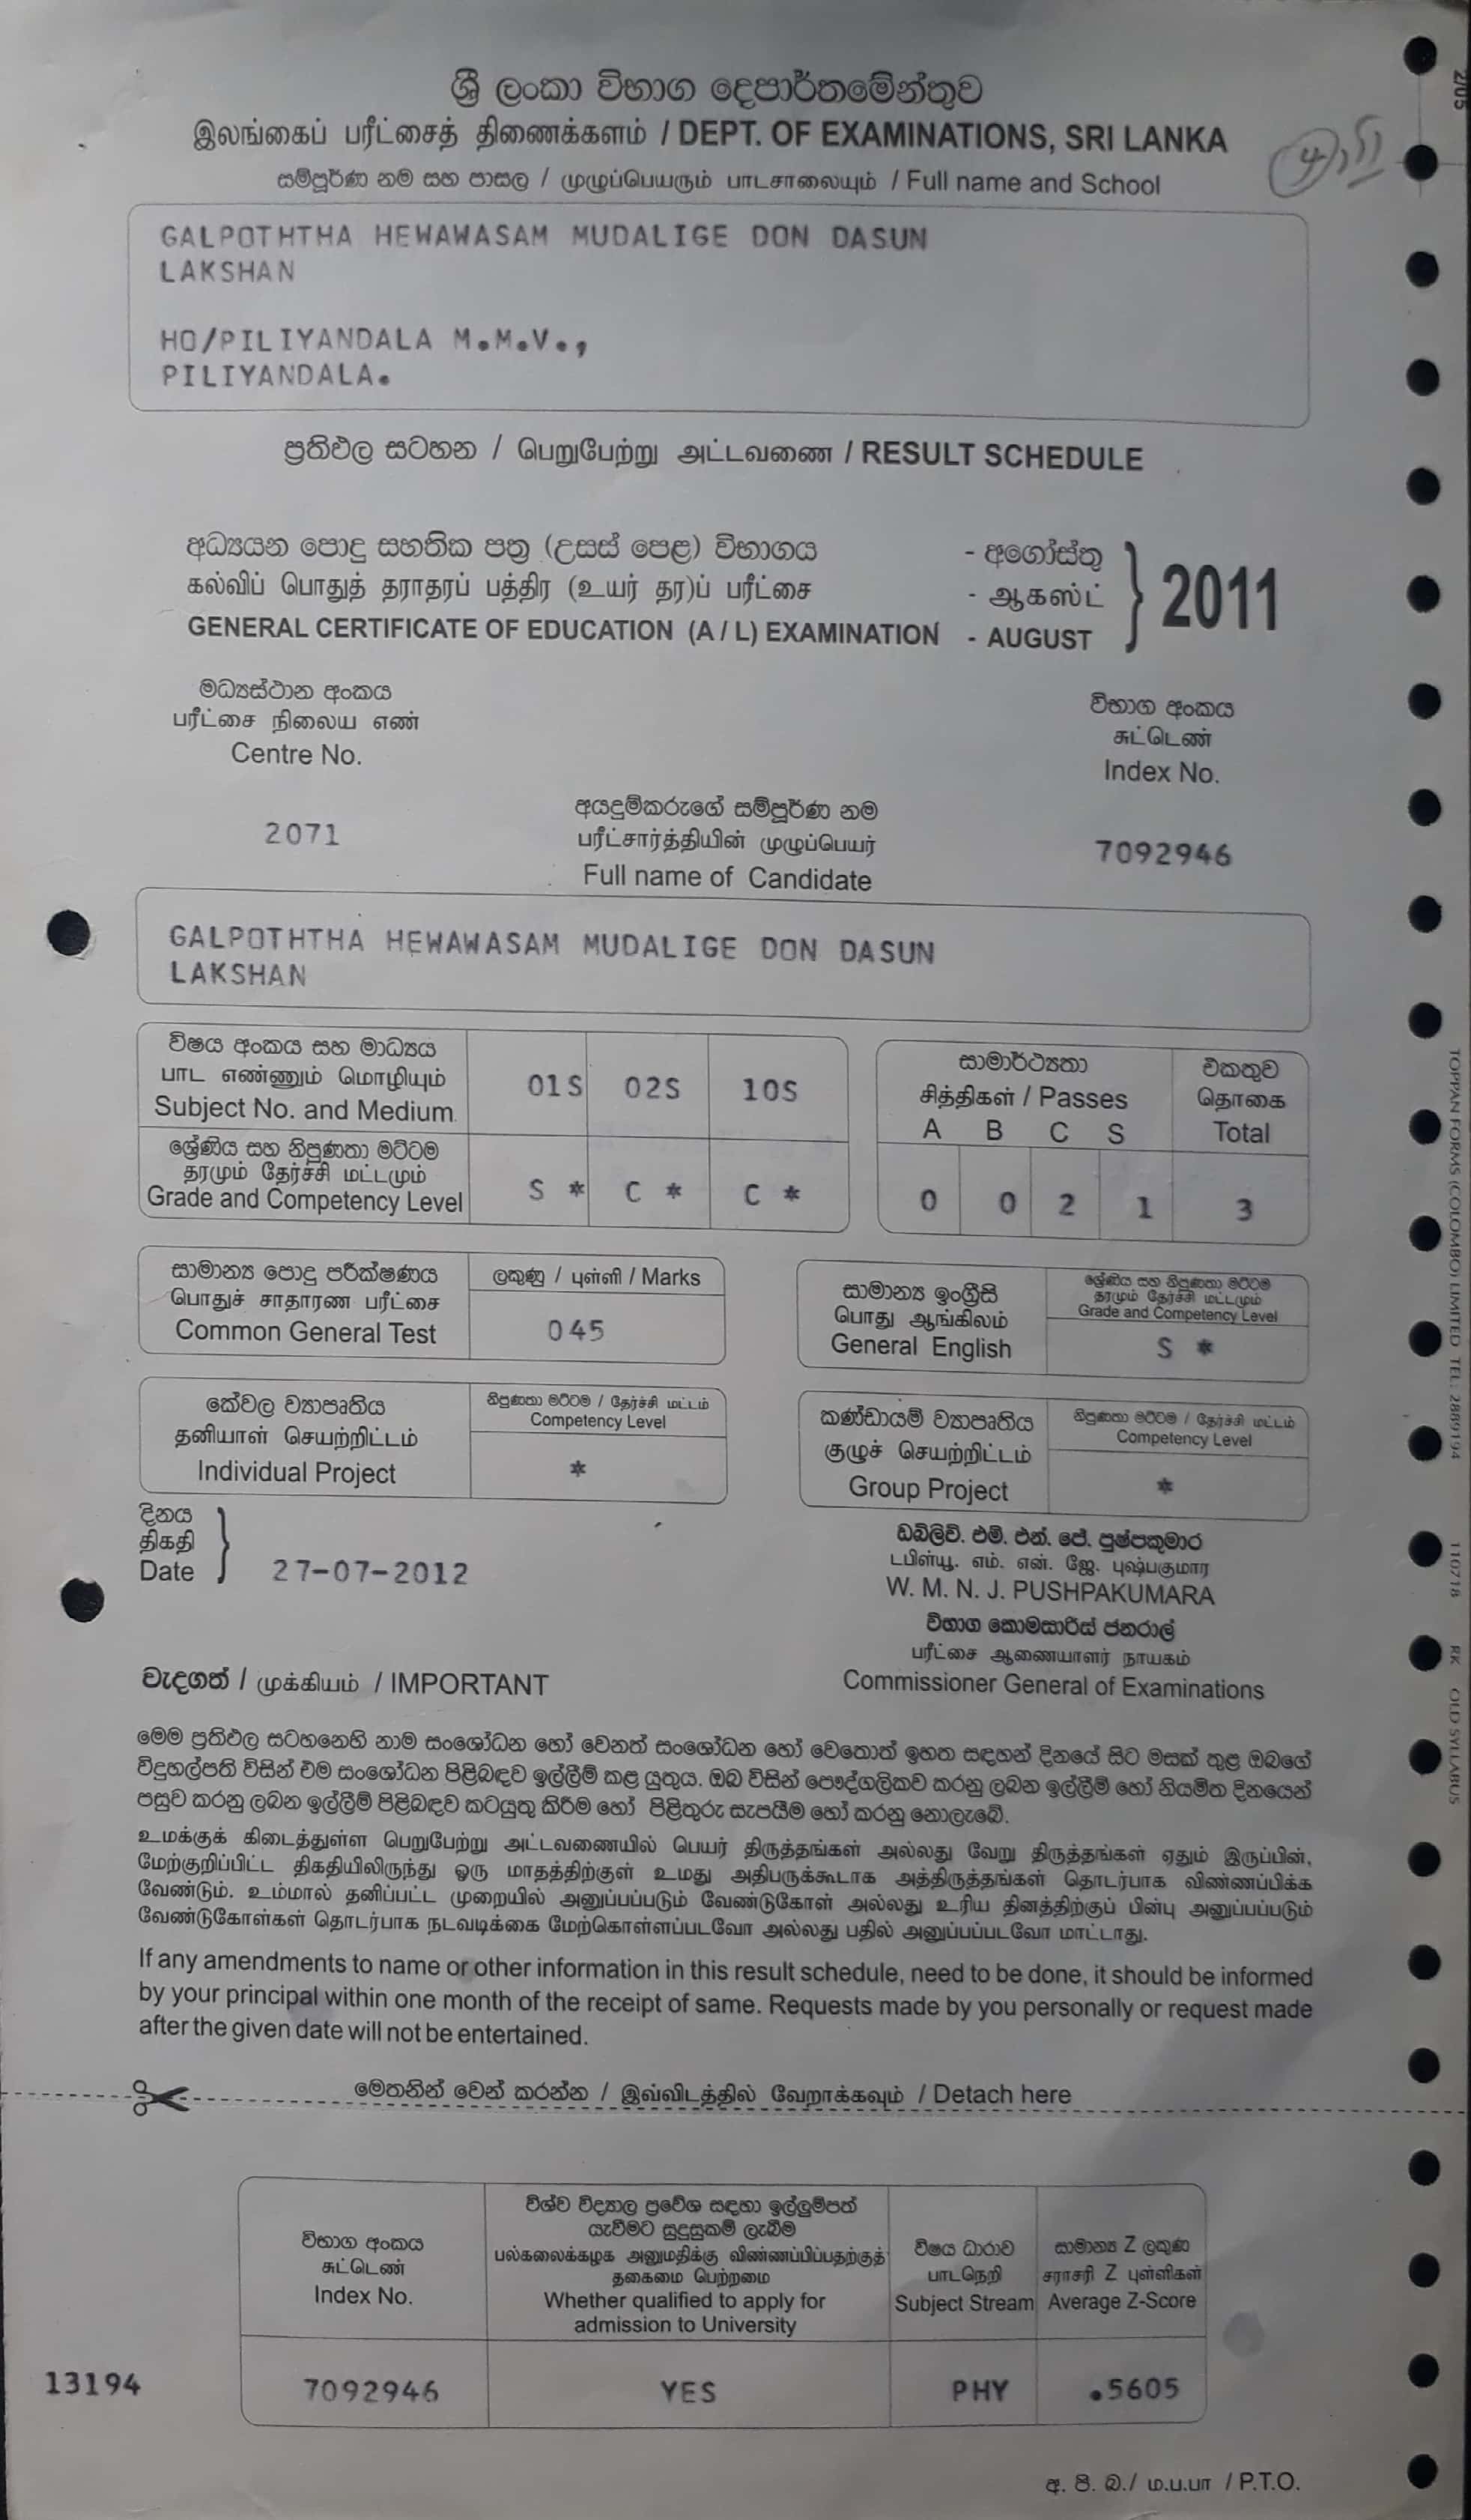 ශ්‍රී ලංකා විභාග දෙපාර්තමේන්තුව
இலங்கைப் பரீட்சைத் திணைக்களம் / DEPT. OF EXAMINATIONS, SRI LANKA
සම්පූර්ණ නම සහ පාසල / முழுப்பெயரும் பாடசாலையும் / Full name and School
GALPOTHTHA HEWAWASAM MUDALIGE DON DASUN
LAKSHAN
HO/PILIYANDALA M.M.V.,
PILIYANDALA.
ප්‍රතිඵල සටහන / பெறுபேற்று அட்டவணை / RESULT SCHEDULE
අධ්‍යයන පොදු සහතික පත්‍ර (උසස් පෙළ) විභාගය - අගෝස්තු
கல்விப் பொதுத் தராதரப் பத்திர (உயர் தர)ப் பரீட்சை - ஆகஸ்ட் 2011
GENERAL CERTIFICATE OF EDUCATION (A / L) EXAMINATION - AUGUST
මධ්‍යස්ථාන අංකය
பரீட்சை நிலைய எண்
Centre No.
2071
විභාග අංකය
சுட்டெண்
Index No.
7092946
අයදුම්කරුගේ සම්පූර්ණ නම
பரீட்சார்த்தியின் முழுப்பெயர்
Full name of Candidate
GALPOTHTHA HEWAWASAM MUDALIGE DON DASUN
LAKSHAN
විෂය අංකය සහ මාධ්‍යය
பாட எண்ணும் மொழியும்
Subject No. and Medium
01S 02S 10S
ශ්‍රේණිය සහ නිපුණතා මට්ටම
தரமும் தேர்ச்சி மட்டமும்
Grade and Competency Level
S * C * C *
සාමාර්ථ්‍යතා
சித்திகள் / Passes
A B C S
0 0 2 1
එකතුව
தொகை
Total
3
සාමාන්‍ය පොදු පරීක්ෂණය
பொதுச் சாதாரண பரீட்சை
Common General Test
ලකුණු / புள்ளி / Marks
045
සාමාන්‍ය ඉංග්‍රීසි
பொது ஆங்கிலம்
General English
ශ්‍රේණිය සහ නිපුණතා මට්ටම
தரமும் தேர்ச்சி மட்டமும்
Grade and Competency Level
S *
කේවල ව්‍යාපෘතිය
தனியாள் செயற்றிட்டம்
Individual Project
නිපුණතා මට්ටම / தேர்ச்சி மட்டம்
Competency Level
*
කණ්ඩායම් ව්‍යාපෘතිය
குழுச் செயற்றிட்டம்
Group Project
නිපුණතා මට්ටම / தேர்ச்சி மட்டம்
Competency Level
*
දිනය
திகதி
Date
27-07-2012
ඩබ්ලිව්. එම්. එන්. ජේ. පුෂ්පකුමාර
டபிள்யூ. எம். என். ஜே. புஷ்பகுமார
W. M. N. J. PUSHPAKUMARA
විභාග කොමසාරිස් ජනරාල්
பரீட்சை ஆணையாளர் நாயகம்
Commissioner General of Examinations
වැදගත් / முக்கியம் / IMPORTANT
මෙම ප්‍රතිඵල සටහනෙහි නාම සංශෝධන හෝ වෙනත් සංශෝධන හෝ වෙතොත් ඉහත සඳහන් දිනයේ සිට මසක් තුළ ඔබගේ
විදුහල්පති විසින් එම සංශෝධන පිළිබඳව ඉල්ලීම් කළ යුතුය. ඔබ විසින් පෞද්ගලිකව කරනු ලබන ඉල්ලීම් හෝ නියමිත දිනයෙන්
පසුව කරනු ලබන ඉල්ලීම් පිළිබඳව කටයුතු කිරීම හෝ පිළිතුරු සැපයීම හෝ කරනු නොලැබේ.
உமக்குக் கிடைத்துள்ள பெறுபேற்று அட்டவணையில் பெயர் திருத்தங்கள் அல்லது வேறு திருத்தங்கள் ஏதும் இருப்பின்,
மேற்குறிப்பிட்ட திகதியிலிருந்து ஒரு மாதத்திற்குள் உமது அதிபருக்கூடாக அத்திருத்தங்கள் தொடர்பாக விண்ணப்பிக்க
வேண்டும். உம்மால் தனிப்பட்ட முறையில் அனுப்பப்படும் வேண்டுகோள் அல்லது உரிய தினத்திற்குப் பின்பு அனுப்பப்படும்
வேண்டுகோள்கள் தொடர்பாக நடவடிக்கை மேற்கொள்ளப்படவோ அல்லது பதில் அனுப்பப்படவோ மாட்டாது.
If any amendments to name or other information in this result schedule, need to be done, it should be informed
by your principal within one month of the receipt of same. Requests made by you personally or request made
after the given date will not be entertained.
මෙතනින් වෙන් කරන්න / இவ்விடத்தில் வேறாக்கவும் / Detach here
විභාග අංකය
சுட்டெண்
Index No.
විශ්ව විද්‍යාල ප්‍රවේශ සඳහා ඉල්ලුම්පත්
යැවීමට සුදුසුකම් ලැබීම
பல்கலைக்கழக அனுமதிக்கு விண்ணப்பிப்பதற்குத்
தகைமை பெற்றமை
Whether qualified to apply for
admission to University
විෂය ධාරාව
பாடநெறி
Subject Stream
සාමාන්‍ය Z ලකුණ
சராசரி Z புள்ளிகள்
Average Z-Score
13194 7092946 YES PHY .5605
අ. පි. බ./ ம.ப.பா / P.T.O.
2/05
TOPPAN FORMS (COLOMBO) LIMITED TEL: 2889194 110718 RK OLD SYLLABUS